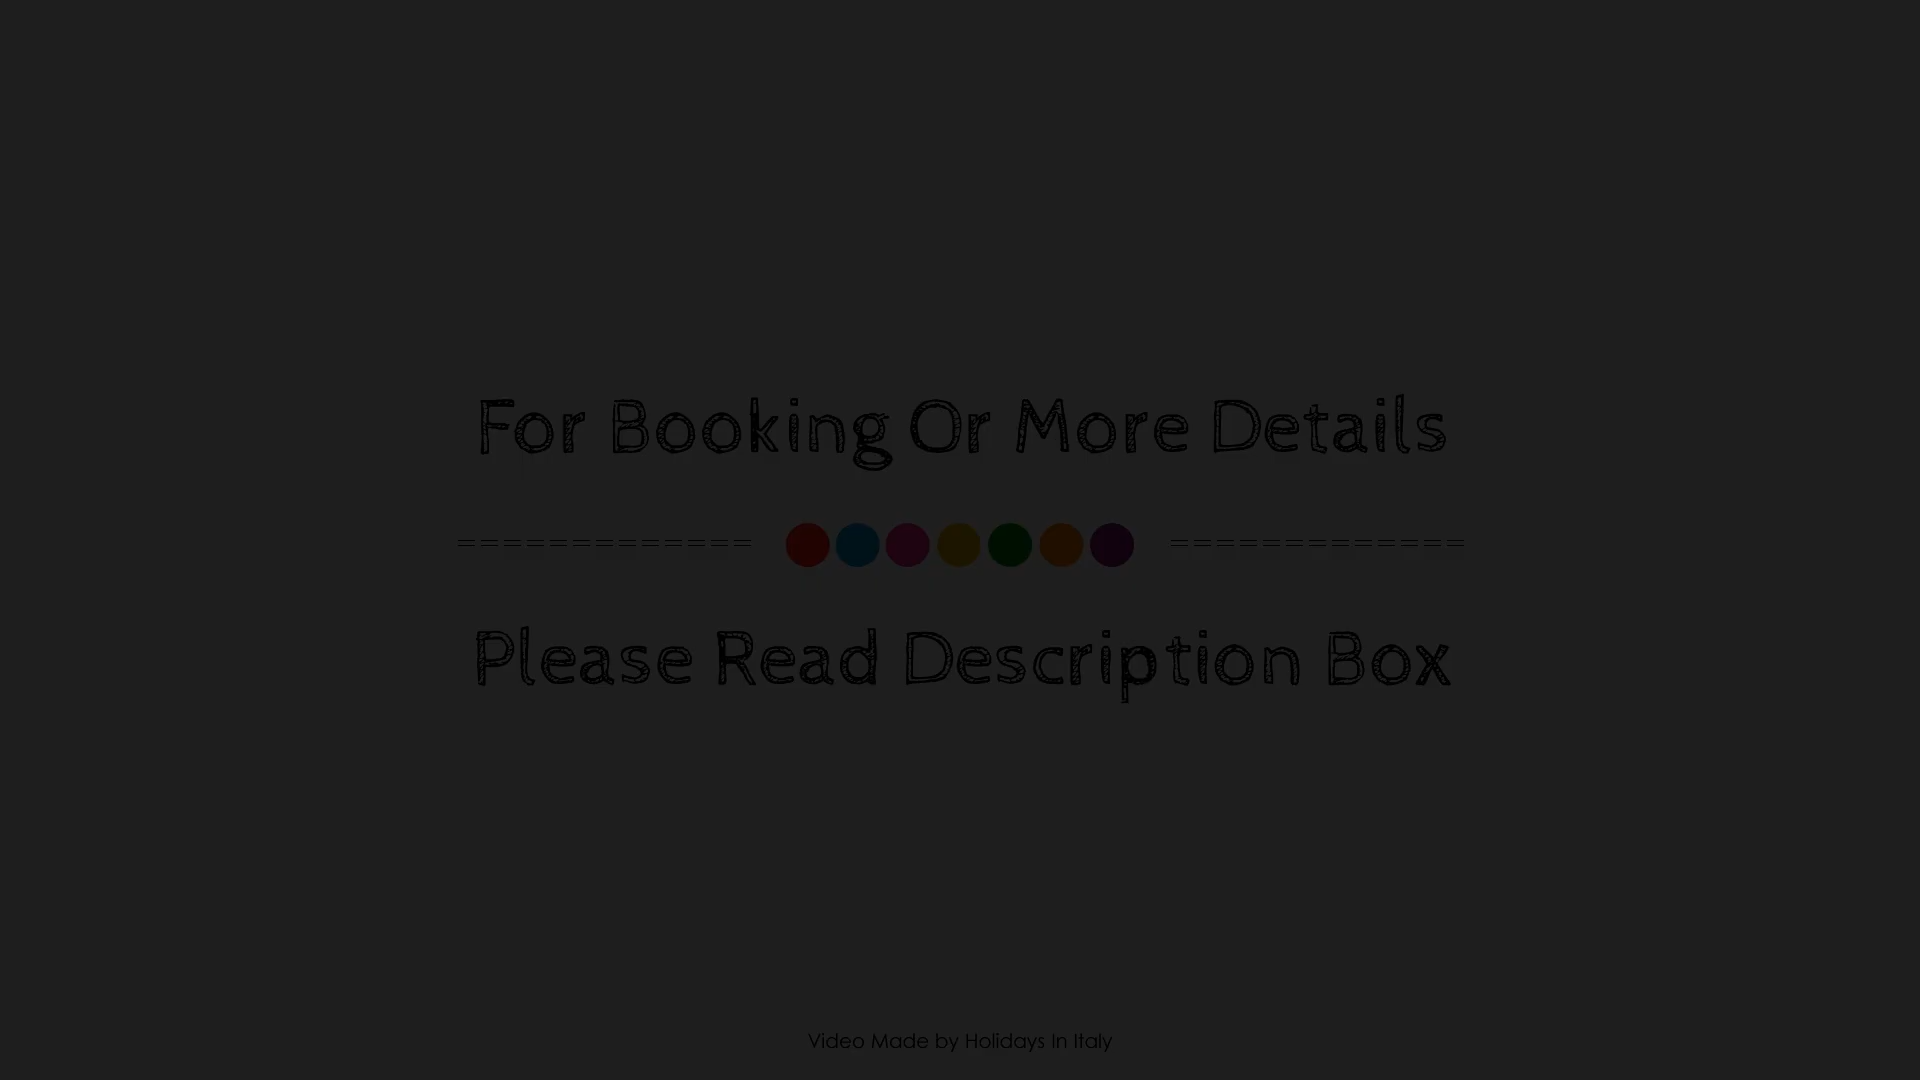 For Booking Or More Details
============= =============
Please Read Description Box
Video Made by Holidays In Italy